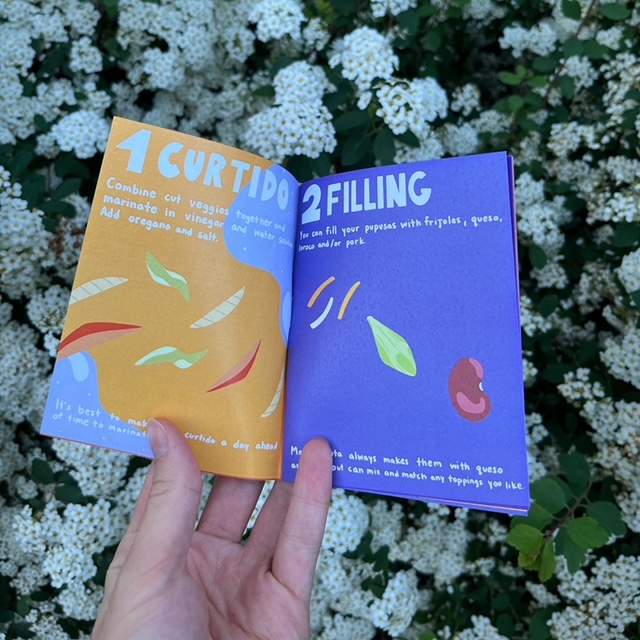 1 CURTIDO
Combine cut veggies together and
marinate in vinegar and water
Add oregano and salt.
It's best to make curtido a day ahead
of time to marinate
2 FILLING
You can fill your pupusas with frijoles, queso,
loroco and/or pork
always makes them with queso
can mix and match any toppings you like.